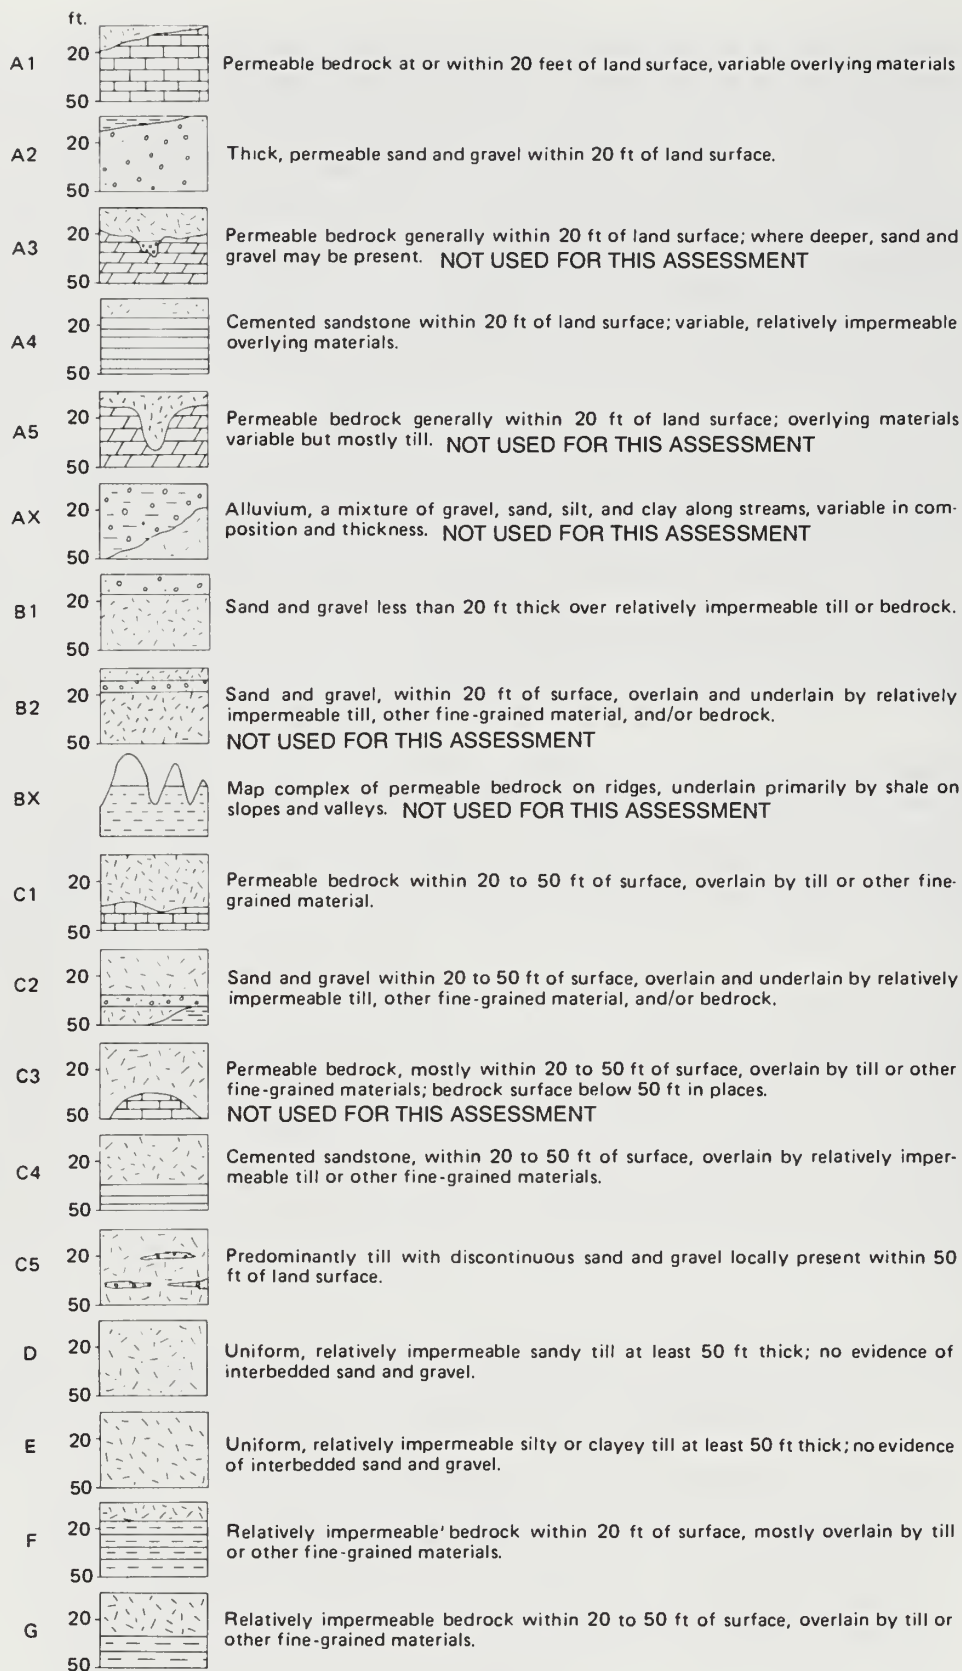 ft.
A1 20 50 Permeable bedrock at or within 20 feet of land surface, variable overlying materials
A2 20 50 Thick, permeable sand and gravel within 20 ft of land surface.
A3 20 50 Permeable bedrock generally within 20 ft of land surface; where deeper, sand and
gravel may be present. NOT USED FOR THIS ASSESSMENT
A4 20 50 Cemented sandstone within 20 ft of land surface; variable, relatively impermeable
overlying materials.
A5 20 50 Permeable bedrock generally within 20 ft of land surface; overlying materials
variable but mostly till. NOT USED FOR THIS ASSESSMENT
AX 20 50 Alluvium, a mixture of gravel, sand, silt, and clay along streams, variable in com-
position and thickness. NOT USED FOR THIS ASSESSMENT
B1 20 50 Sand and gravel less than 20 ft thick over relatively impermeable till or bedrock.
B2 20 50 Sand and gravel, within 20 ft of surface, overlain and underlain by relatively
impermeable till, other fine-grained material, and/or bedrock.
NOT USED FOR THIS ASSESSMENT
BX Map complex of permeable bedrock on ridges, underlain primarily by shale on
slopes and valleys. NOT USED FOR THIS ASSESSMENT
C1 20 50 Permeable bedrock within 20 to 50 ft of surface, overlain by till or other fine-
grained material.
C2 20 50 Sand and gravel within 20 to 50 ft of surface, overlain and underlain by relatively
impermeable till, other fine-grained material, and/or bedrock.
C3 20 50 Permeable bedrock, mostly within 20 to 50 ft of surface, overlain by till or other
fine-grained materials; bedrock surface below 50 ft in places.
NOT USED FOR THIS ASSESSMENT
C4 20 50 Cemented sandstone, within 20 to 50 ft of surface, overlain by relatively imper-
meable till or other fine-grained materials.
C5 20 50 Predominantly till with discontinuous sand and gravel locally present within 50
ft of land surface.
D 20 50 Uniform, relatively impermeable sandy till at least 50 ft thick; no evidence of
interbedded sand and gravel.
E 20 50 Uniform, relatively impermeable silty or clayey till at least 50 ft thick; no evidence
of interbedded sand and gravel.
F 20 50 Relatively impermeable bedrock within 20 ft of surface, mostly overlain by till
or other fine-grained materials.
G 20 50 Relatively impermeable bedrock within 20 to 50 ft of surface, overlain by till or
other fine-grained materials.